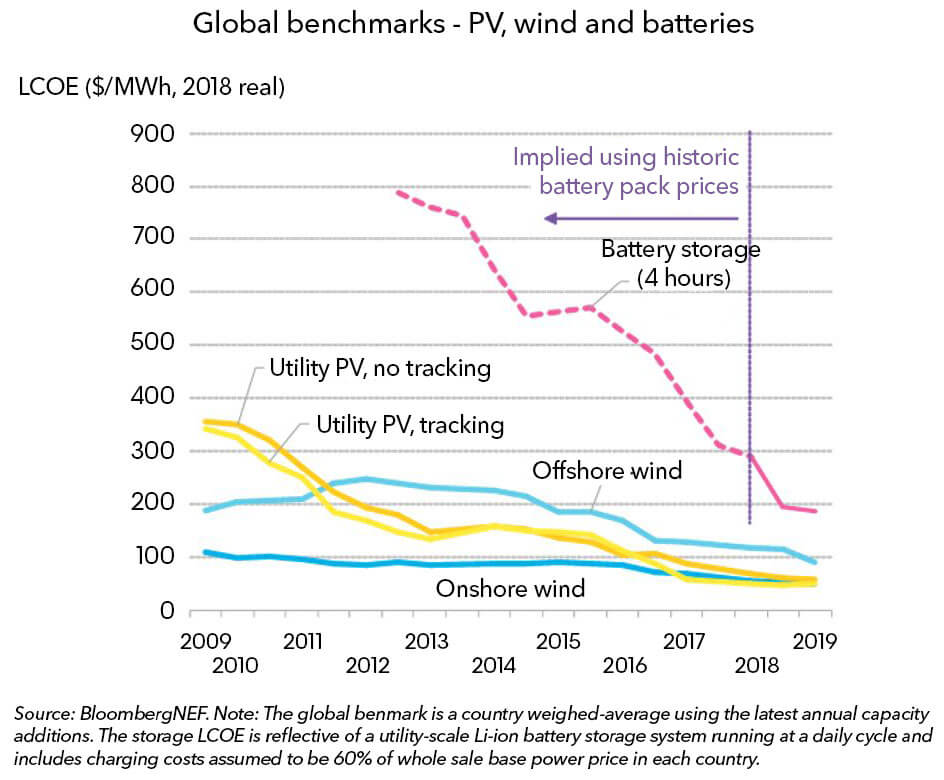 Global benchmarks - PV, wind and batteries
LCOE ($/MWh, 2018 real)
900
800
700
600
500
400
300
200
100
0
Implied using historic
battery pack prices
Battery storage
(4 hours)
Utility PV, no tracking
Utility PV, tracking
Offshore wind
Onshore wind
2009 2011 2013 2015 2017 2019
2010 2012 2014 2016 2018
Source: BloombergNEF. Note: The global benmark is a country weighed-average using the latest annual capacity
additions. The storage LCOE is reflective of a utility-scale Li-ion battery storage system running at a daily cycle and
includes charging costs assumed to be 60% of whole sale base power price in each country.